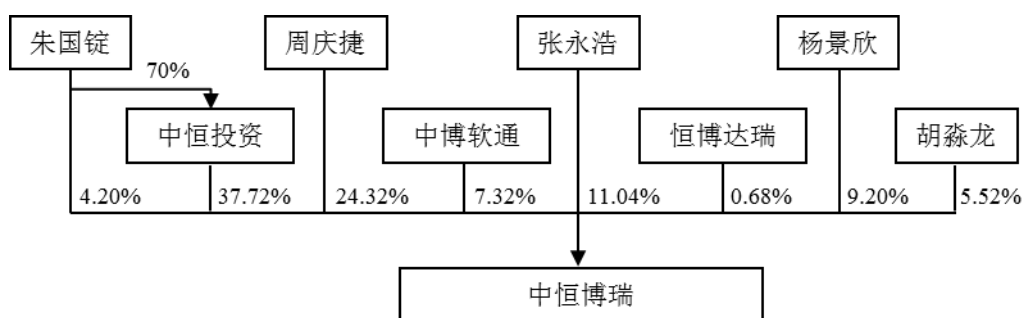 朱国锭
周庆捷
张永浩
杨景欣
70%
中恒投资
中博软通
恒博达瑞
胡淼龙
4.20%
37.72%
24.32%
7.32%
11.04%
0.68%
9.20%
5.52%
中恒博瑞